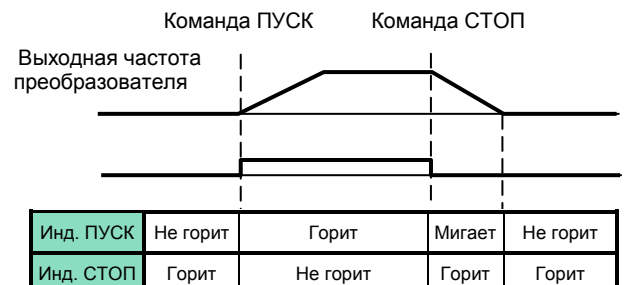 Команда ПУСК Команда СТОП
Выходная частота
преобразователя
Инд. ПУСК Не горит Горит Мигает Не горит
Инд. СТОП Горит Не горит Горит Горит